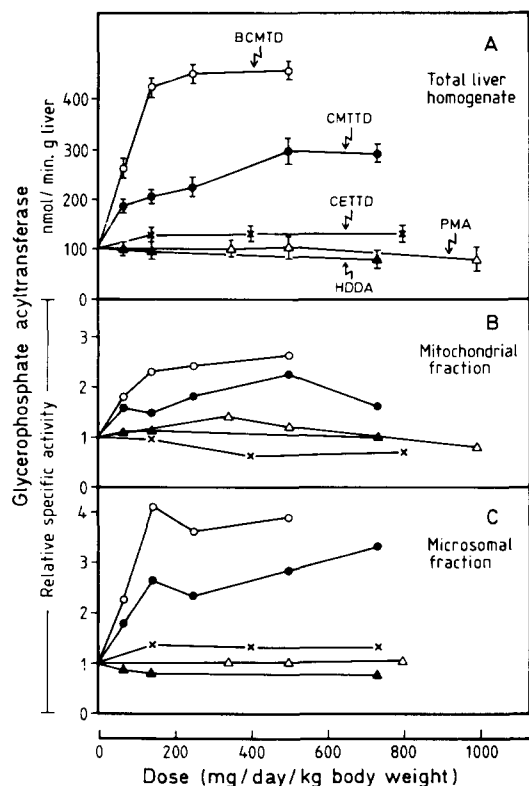 BCMTD
A
Total liver
homogenate
CMTTD
CETTD
PMA
HDDA
400
300
200
100
0
nmol/min. g liver
Glycerophosphate acyltransferase
Relative specific activity
B
Mitochondrial
fraction
3
2
1
0
C
Microsomal
fraction
4
3
2
1
0
0 200 400 600 800 1000
Dose (mg/day/kg body weight)